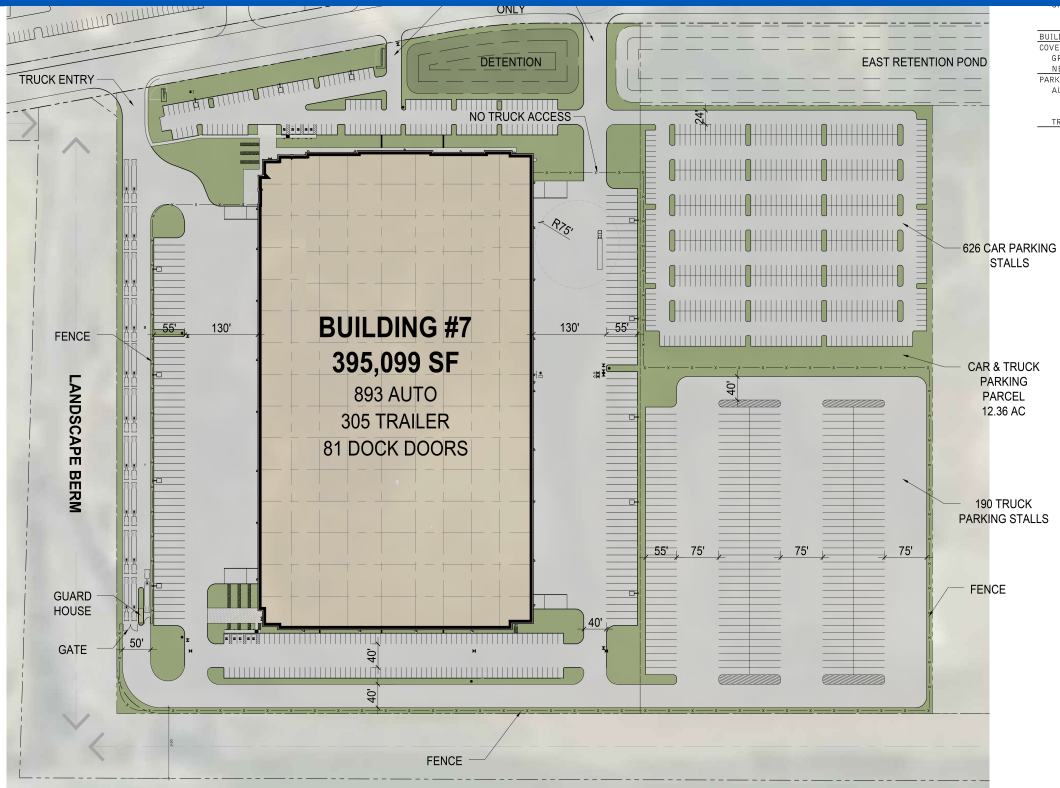 ONLY
BUIL
COVE
PARK
TRUCK ENTRY
DETENTION
EAST RETENTION POND
NO TRUCK ACCESS
24'
R75'
626 CAR PARKING
STALLS
FENCE
55'
130'
130'
55'
BUILDING #7
395,099 SF
893 AUTO
305 TRAILER
81 DOCK DOORS
LANDSCAPE BERM
CAR & TRUCK
PARKING
PARCEL
12.36 AC
40'
190 TRUCK
PARKING STALLS
55'
75'
75'
75'
GUARD
HOUSE
GATE
50'
FENCE
40'
40'
40'
FENCE